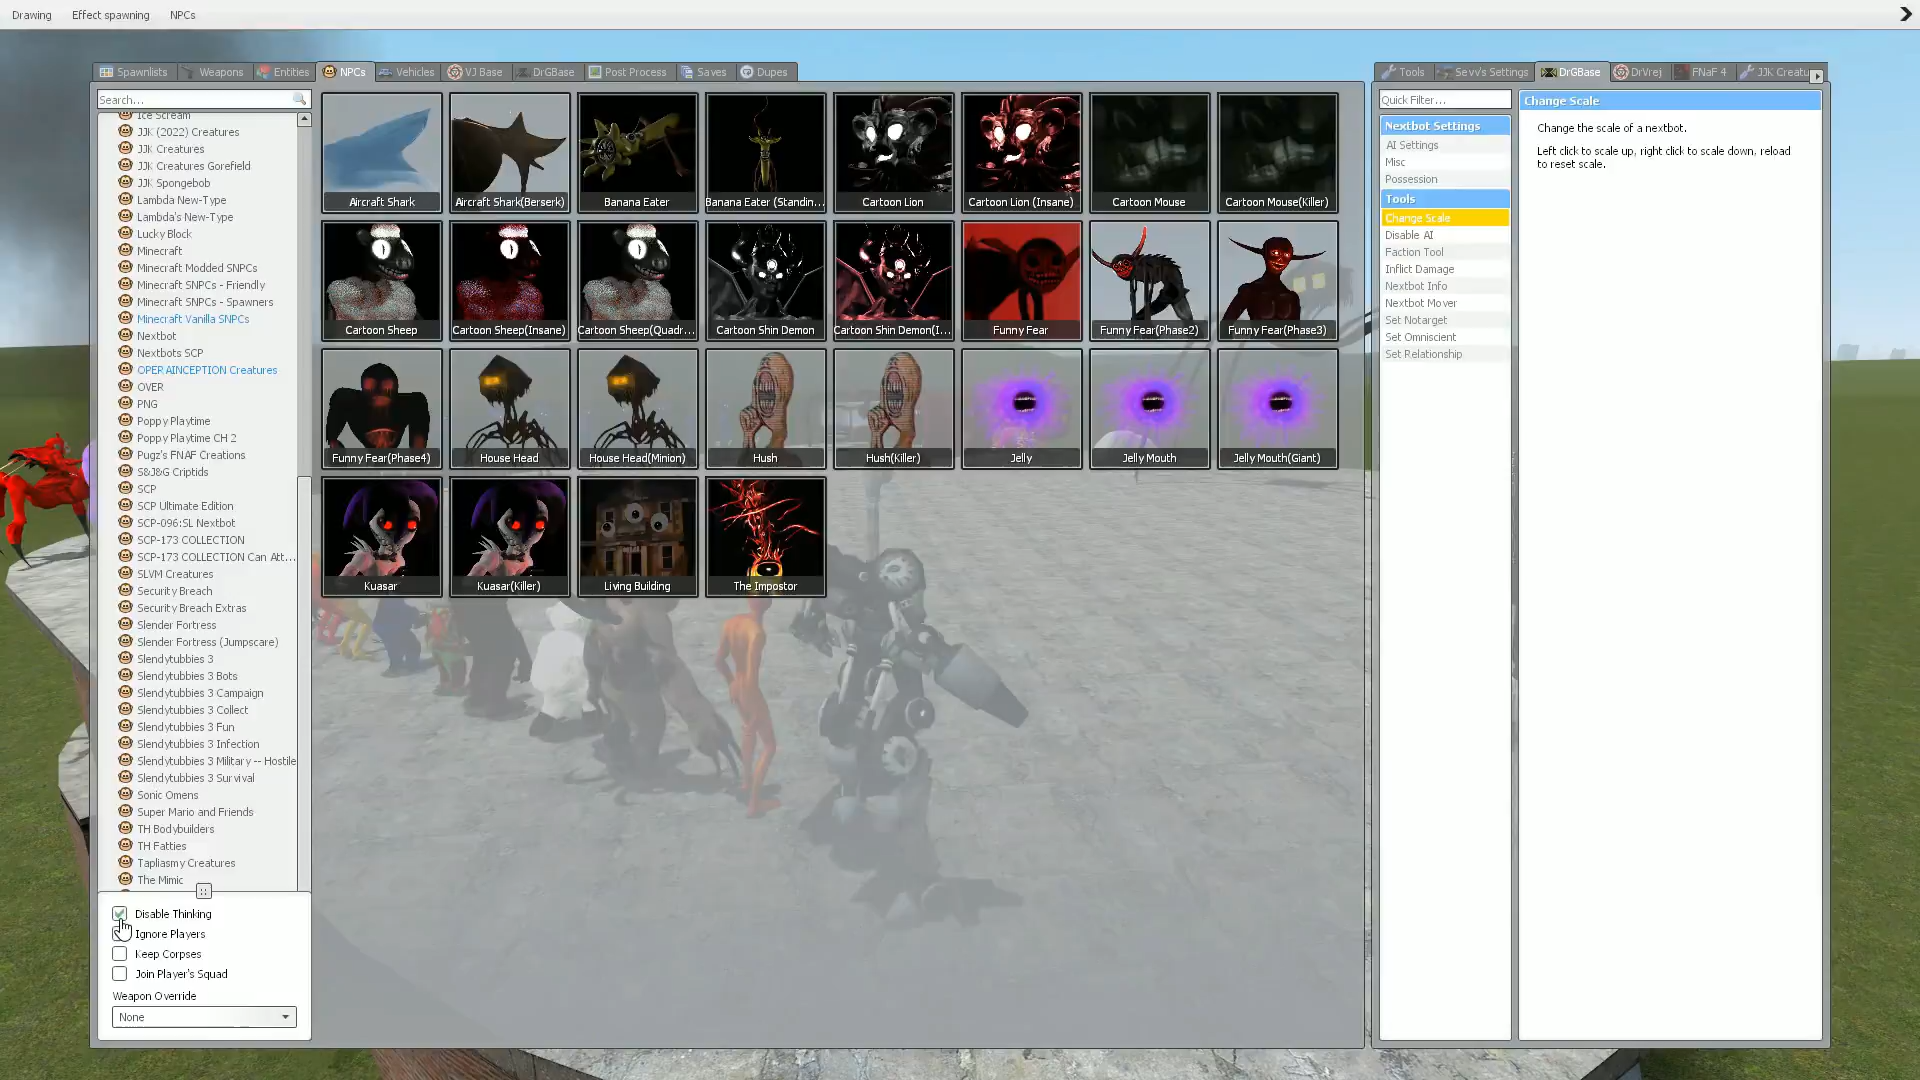 Drawing Effect spawning NPCs
Spawnlists Weapons Entities NPCs Vehicles VJ Base DrGBase Post Process Saves Dupes
Search...
Ice Scream
JJK (2022) Creatures
JJK Creatures
JJK Creatures Gorefield
JJK Spongebob
Lambda New-Type
Lambda's New-Type
Lucky Block
Minecraft
Minecraft Modded SNPCs
Minecraft SNPCs - Friendly
Minecraft SNPCs - Spawners
Minecraft Vanilla SNPCs
Nextbot
Nextbots SCP
OPERAINCEPTION Creatures
OVER
PNG
Poppy Playtime
Poppy Playtime CH 2
Pugz's FNAF Creations
S&J&G Criptids
SCP
SCP Ultimate Edition
SCP-096:SL Nextbot
SCP-173 COLLECTION
SCP-173 COLLECTION Can Att...
SLVM Creatures
Security Breach
Security Breach Extras
Slender Fortress
Slender Fortress (Jumpscare)
Slendytubbies 3
Slendytubbies 3 Bots
Slendytubbies 3 Campaign
Slendytubbies 3 Collect
Slendytubbies 3 Fun
Slendytubbies 3 Infection
Slendytubbies 3 Military -- Hostile
Slendytubbies 3 Survival
Sonic Omens
Super Mario and Friends
TH Bodybuilders
TH Fatties
Tapliasmy Creatures
The Mimic
Disable Thinking
Ignore Players
Keep Corpses
Join Player's Squad
Weapon Override
None
Aircraft Shark Aircraft Shark(Berserk) Banana Eater Banana Eater (Standin... Cartoon Lion Cartoon Lion (Insane) Cartoon Mouse Cartoon Mouse(Killer)
Cartoon Sheep Cartoon Sheep(Insane) Cartoon Sheep(Quadr... Cartoon Shin Demon Cartoon Shin Demon(I... Funny Fear Funny Fear(Phase2) Funny Fear(Phase3)
Funny Fear(Phase4) House Head House Head(Minion) Hush Hush(Killer) Jelly Jelly Mouth Jelly Mouth(Giant)
Kuasar Kuasar(Killer) Living Building The Impostor
Tools Sevv's Settings DrGBase DrVrej FNaF 4 JJK Creatu
Quick Filter...
Nextbot Settings
AI Settings
Misc
Possession
Tools
Change Scale
Disable AI
Faction Tool
Inflict Damage
Nextbot Info
Nextbot Mover
Set Notarget
Set Omniscient
Set Relationship
Change Scale
Change the scale of a nextbot.
Left click to scale up, right click to scale down, reload
to reset scale.